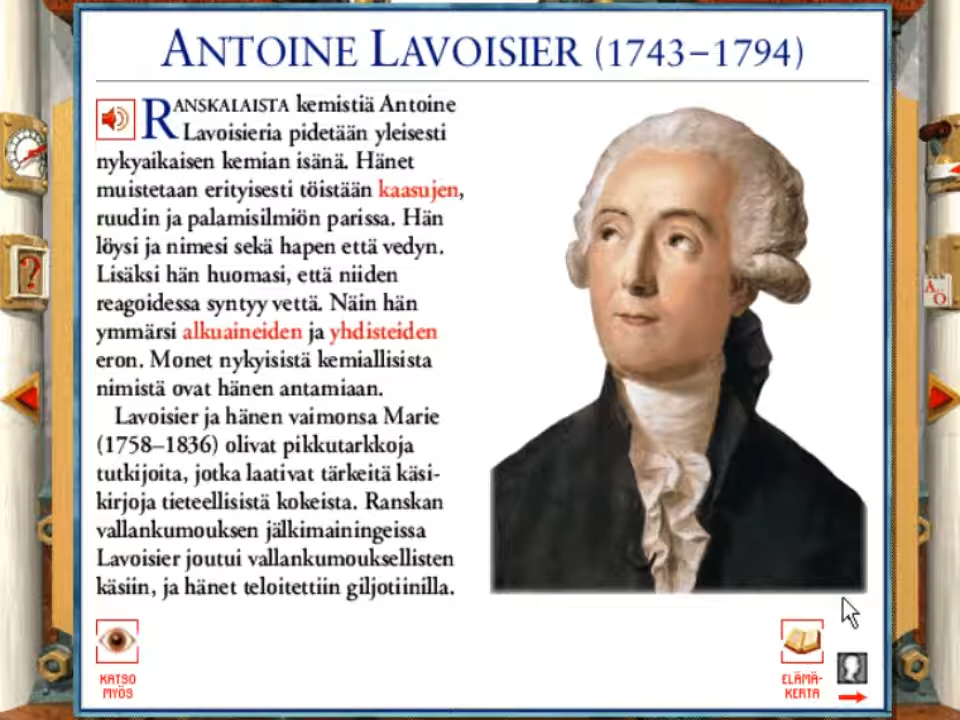 ANTOINE LAVOISIER (1743–1794)
RANSKALAISTA kemistiä Antoine
Lavoisieria pidetään yleisesti
nykyaikaisen kemian isänä. Hänet
muistetaan erityisesti töistään kaasujen,
ruudin ja palamisilmiön parissa. Hän
löysi ja nimesi sekä hapen että vedyn.
Lisäksi hän huomasi, että niiden
reagoidessa syntyy vettä. Näin hän
ymmärsi alkuaineiden ja yhdisteiden
eron. Monet nykyisistä kemiallisista
nimistä ovat hänen antamiaan.
Lavoisier ja hänen vaimonsa Marie
(1758–1836) olivat pikkutarkkoja
tutkijoita, jotka laativat tärkeitä käsi-
kirjoja tieteellisistä kokeista. Ranskan
vallankumouksen jälkimainingeissa
Lavoisier joutui vallankumouksellisten
käsiin, ja hänet teloitettiin giljotiinilla.
KATSO
MYÖS
ELÄMÄ-
KERTA
?
A...
Ö